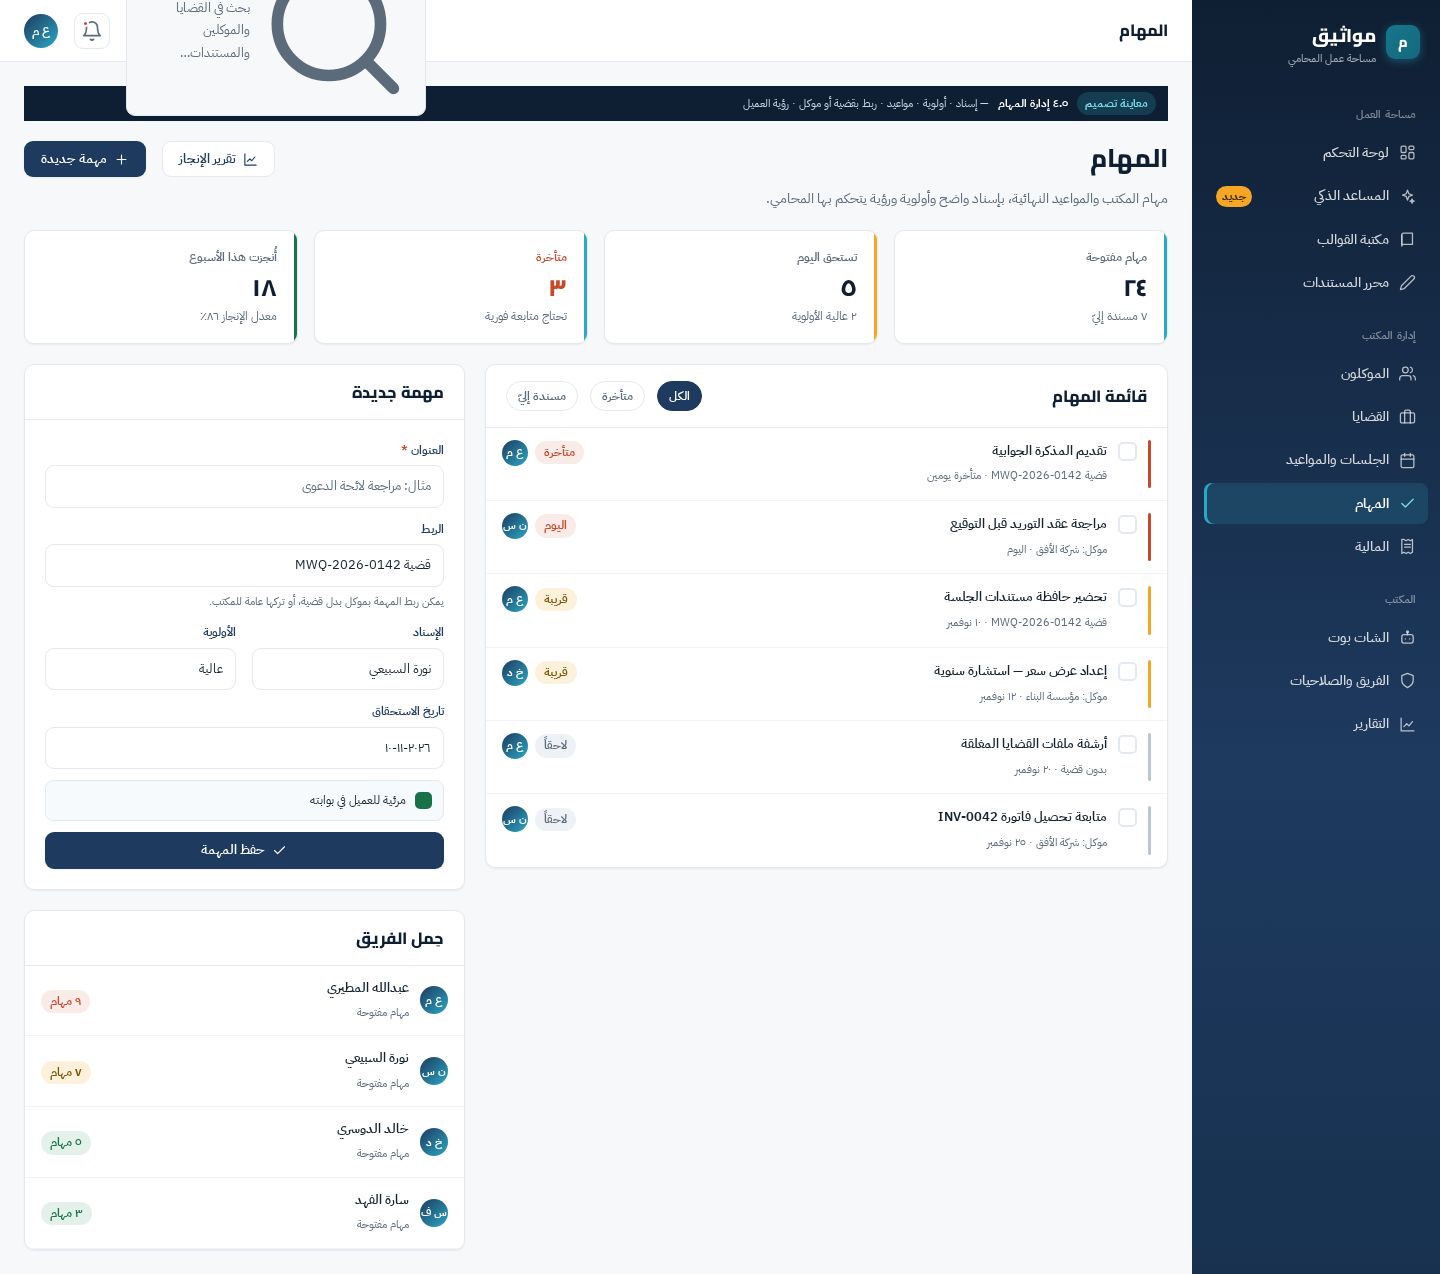 م
مواثيق
مساحة عمل المحامي
مساحة العمل
لوحة التحكم
المساعد الذكي
جديد
مكتبة القوالب
محرر المستندات
إدارة المكتب
الموكلون
القضايا
الجلسات والمواعيد
المهام
المالية
المكتب
الشات بوت
الفريق والصلاحيات
التقارير
المهام
بحث في القضايا
والموكلين
والمستندات...
ع م
معاينة تصميم ٤.٥ إدارة المهام — إسناد · أولوية · مواعيد · ربط بقضية أو موكل · رؤية العميل
المهام
مهام المكتب والمواعيد النهائية، بإسناد واضح وأولوية ورؤية يتحكم بها المحامي.
تقرير الإنجاز
مهمة جديدة
مهام مفتوحة
٢٤
٧ مسندة إليّ
تستحق اليوم
٥
٢ عالية الأولوية
متأخرة
٣
تحتاج متابعة فورية
أُنجزت هذا الأسبوع
١٨
معدل الإنجاز ٨٦٪
قائمة المهام
الكل
متأخرة
مسندة إليّ
تقديم المذكرة الجوابية
قضية MWQ-2026-0142 · متأخرة يومين
متأخرة
ع م
مراجعة عقد التوريد قبل التوقيع
موكل: شركة الأفق · اليوم
اليوم
ن س
تحضير حافظة مستندات الجلسة
قضية MWQ-2026-0142 · ١٠ نوفمبر
قريبة
ع م
إعداد عرض سعر — استشارة سنوية
موكل: مؤسسة البناء · ١٢ نوفمبر
قريبة
خ د
أرشفة ملفات القضايا المغلقة
بدون قضية · ٢٠ نوفمبر
لاحقاً
ع م
متابعة تحصيل فاتورة INV-0042
موكل: شركة الأفق · ٢٥ نوفمبر
لاحقاً
ن س
مهمة جديدة
العنوان *
مثال: مراجعة لائحة الدعوى
الربط
قضية MWQ-2026-0142
يمكن ربط المهمة بموكل بدل قضية، أو تركها عامة للمكتب.
الإسناد
نورة السبيعي
الأولوية
عالية
تاريخ الاستحقاق
٢٠٢٦-١١-١٠
مرئية للعميل في بوابته
حفظ المهمة
حِمل الفريق
ع م
عبدالله المطيري
مهام مفتوحة
٩ مهام
ن س
نورة السبيعي
مهام مفتوحة
٧ مهام
خ د
خالد الدوسري
مهام مفتوحة
٥ مهام
س ف
سارة الفهد
مهام مفتوحة
٣ مهام